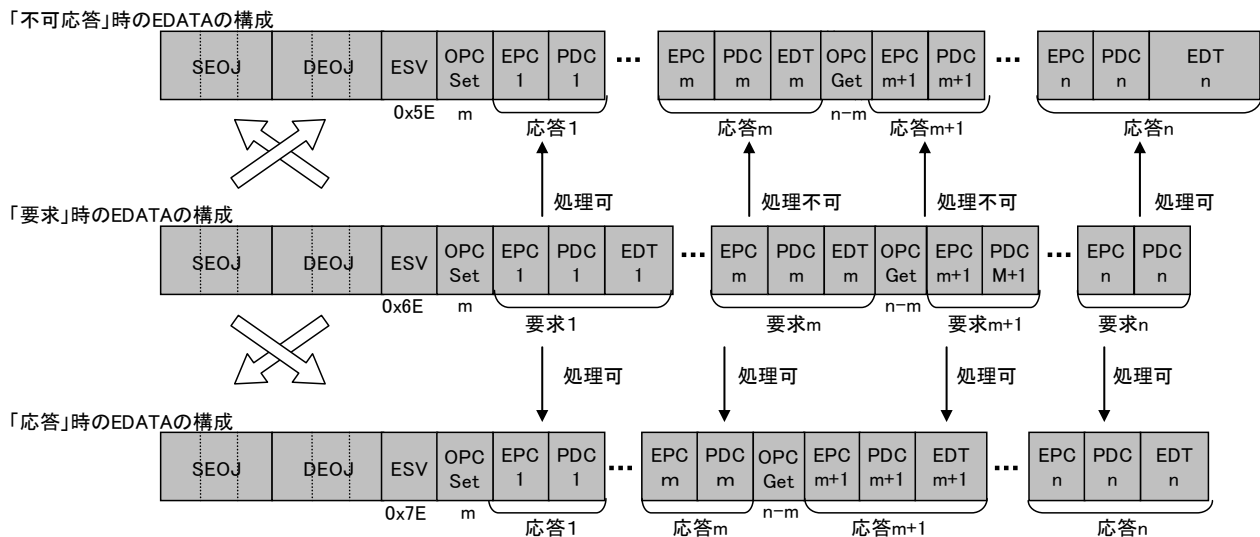 「不可応答」時のEDATAの構成
SEOJ DEOJ ESV OPC Set EPC 1 PDC 1 … EPC m PDC m EDT m OPC Get EPC m+1 PDC m+1 … EPC n PDC n EDT n
0x5E m 応答1 応答m n-m 応答m+1 応答n
処理可 処理不可 処理不可 処理可
「要求」時のEDATAの構成
SEOJ DEOJ ESV OPC Set EPC 1 PDC 1 EDT 1 … EPC m PDC m EDT m OPC Get EPC m+1 PDC M+1 … EPC n PDC n
0x6E m 要求1 要求m n-m 要求m+1 要求n
処理可 処理可 処理可 処理可
「応答」時のEDATAの構成
SEOJ DEOJ ESV OPC Set EPC 1 PDC 1 … EPC m PDC m OPC Get EPC m+1 PDC m+1 EDT m+1 … EPC n PDC n EDT n
0x7E m 応答1 応答m n-m 応答m+1 応答n